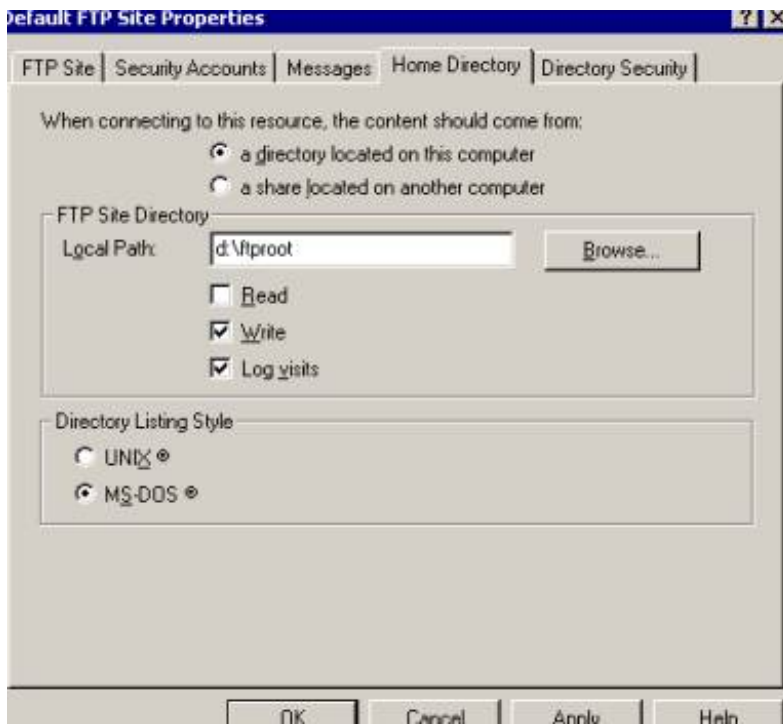 Default FTP Site Properties
FTP Site Security Accounts Messages Home Directory Directory Security
When connecting to this resource, the content should come from:
a directory located on this computer
a share located on another computer
FTP Site Directory
Local Path: d:\ftproot Browse...
Read
Write
Log visits
Directory Listing Style
UNIX ®
MS-DOS ®
OK Cancel Apply Help